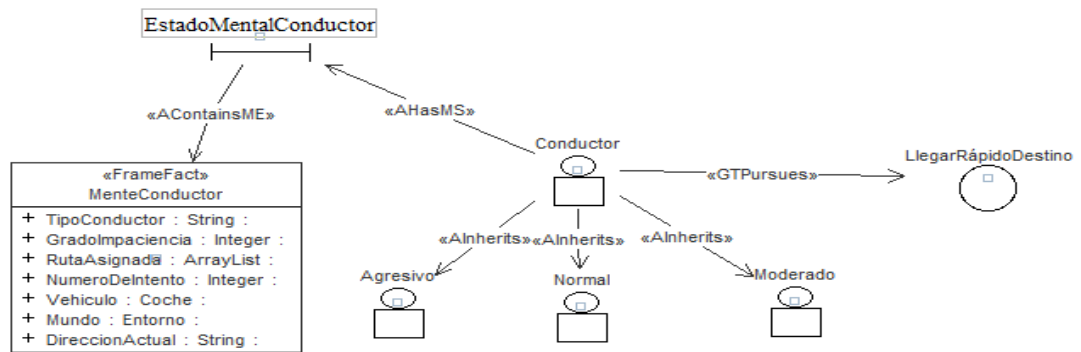 EstadoMentalConductor
«AContainsME»
«AHasMS»
Conductor
«GTPursues»
LlegarRápidoDestino
«FrameFact»
MenteConductor
+ TipoConductor : String :
+ GradoImpaciencia : Integer :
+ RutaAsignada : ArrayList :
+ NumeroDeIntento : Integer :
+ Vehiculo : Coche :
+ Mundo : Entorno :
+ DireccionActual : String :
«AInherits»
«AInherits»
«AInherits»
Agresivo
Normal
Moderado